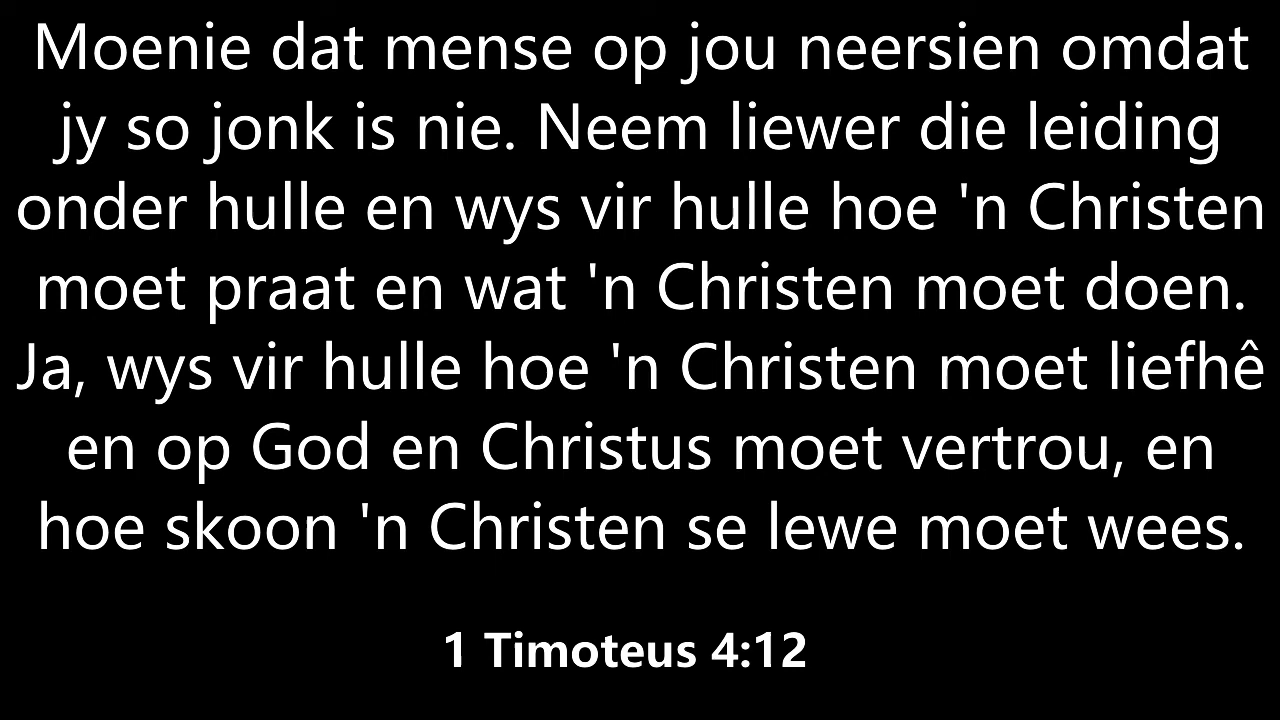 Moenie dat mense op jou neersien omdat
jy so jonk is nie. Neem liewer die leiding
onder hulle en wys vir hulle hoe 'n Christen
moet praat en wat 'n Christen moet doen.
Ja, wys vir hulle hoe 'n Christen moet liefhê
en op God en Christus moet vertrou, en
hoe skoon 'n Christen se lewe moet wees.
1 Timoteus 4:12